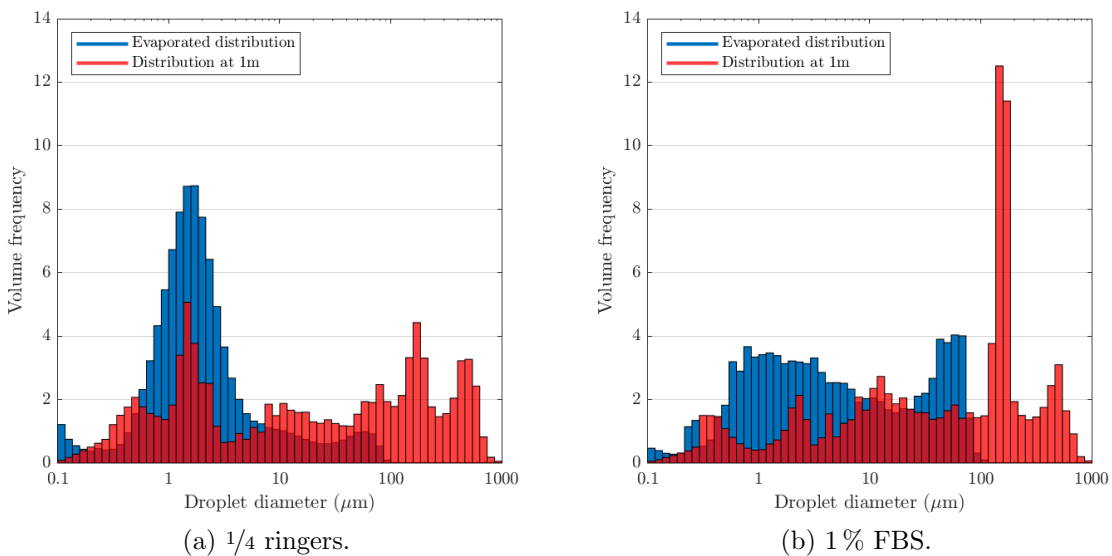 14
12
10
8
6
4
2
0
Volume frequency
Evaporated distribution
Distribution at 1m
0.1
1
10
100
1000
Droplet diameter (μm)
(a) 1/4 ringers.
14
12
10
8
6
4
2
0
Volume frequency
Evaporated distribution
Distribution at 1m
0.1
1
10
100
1000
Droplet diameter (μm)
(b) 1 % FBS.